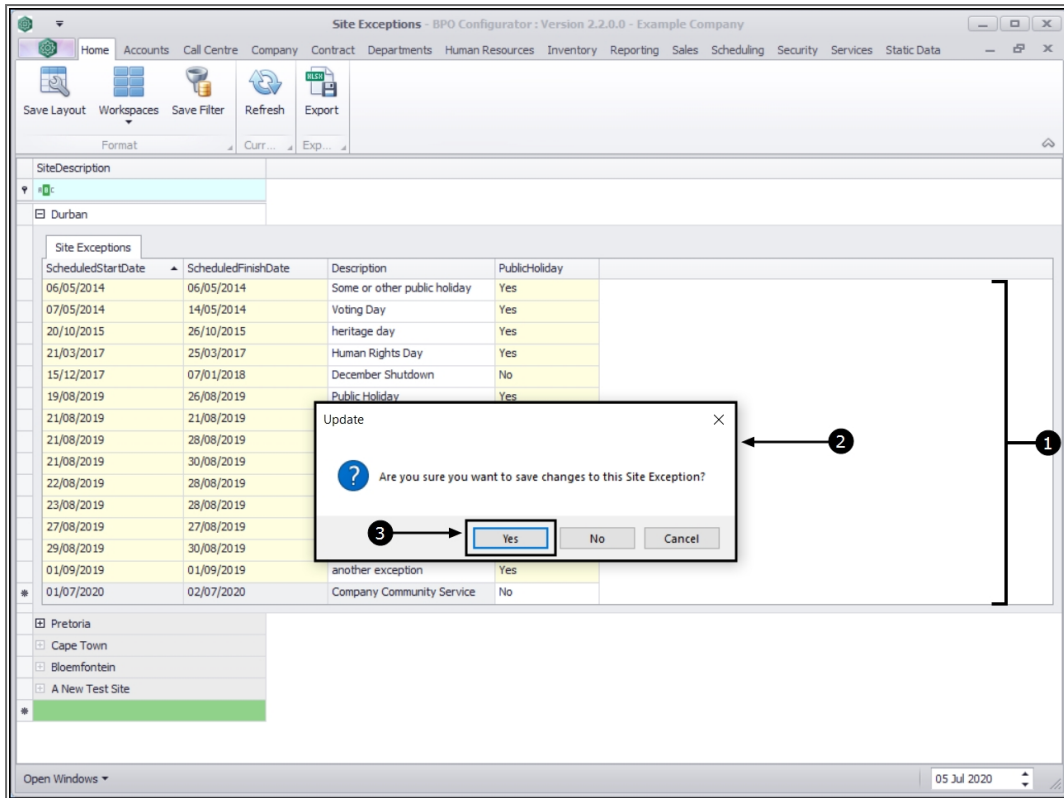 Site Exceptions - BPO Configurator : Version 2.2.0.0 - Example Company
Home Accounts Call Centre Company Contract Departments Human Resources Inventory Reporting Sales Scheduling Security Services Static Data
XLSX
Save Layout Workspaces Save Filter Refresh Export
Format Curr... Exp...
SiteDescription
Durban
Site Exceptions
ScheduledStartDate ScheduledFinishDate Description PublicHoliday
06/05/2014 06/05/2014 Some or other public holiday Yes
07/05/2014 14/05/2014 Voting Day Yes
20/10/2015 26/10/2015 heritage day Yes
21/03/2017 25/03/2017 Human Rights Day Yes
15/12/2017 07/01/2018 December Shutdown No
19/08/2019 26/08/2019 Public Holiday Yes
21/08/2019 21/08/2019
21/08/2019 28/08/2019
21/08/2019 30/08/2019
22/08/2019 28/08/2019
23/08/2019 28/08/2019
27/08/2019 27/08/2019
29/08/2019 30/08/2019
01/09/2019 01/09/2019 another exception Yes
01/07/2020 02/07/2020 Company Community Service No
Update
Are you sure you want to save changes to this Site Exception?
Yes No Cancel
1
2
3
Pretoria
Cape Town
Bloemfontein
A New Test Site
Open Windows 05 Jul 2020